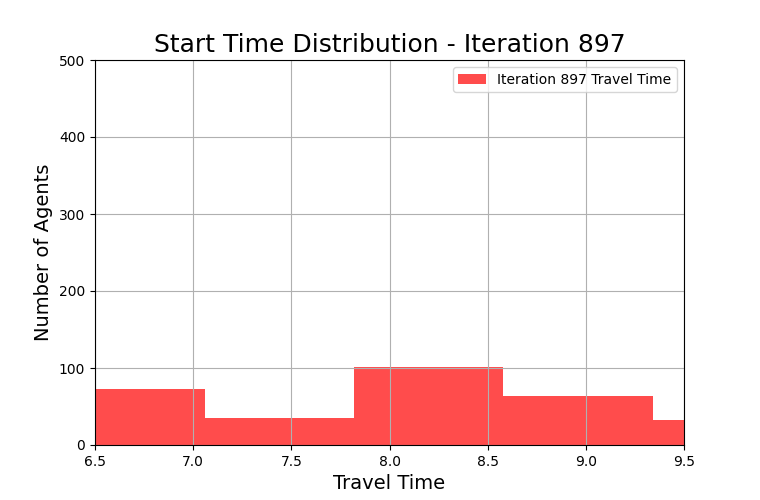 Start Time Distribution - Iteration 897
Iteration 897 Travel Time
Number of Agents
500
400
300
200
100
0
6.5 7.0 7.5 8.0 8.5 9.0 9.5
Travel Time